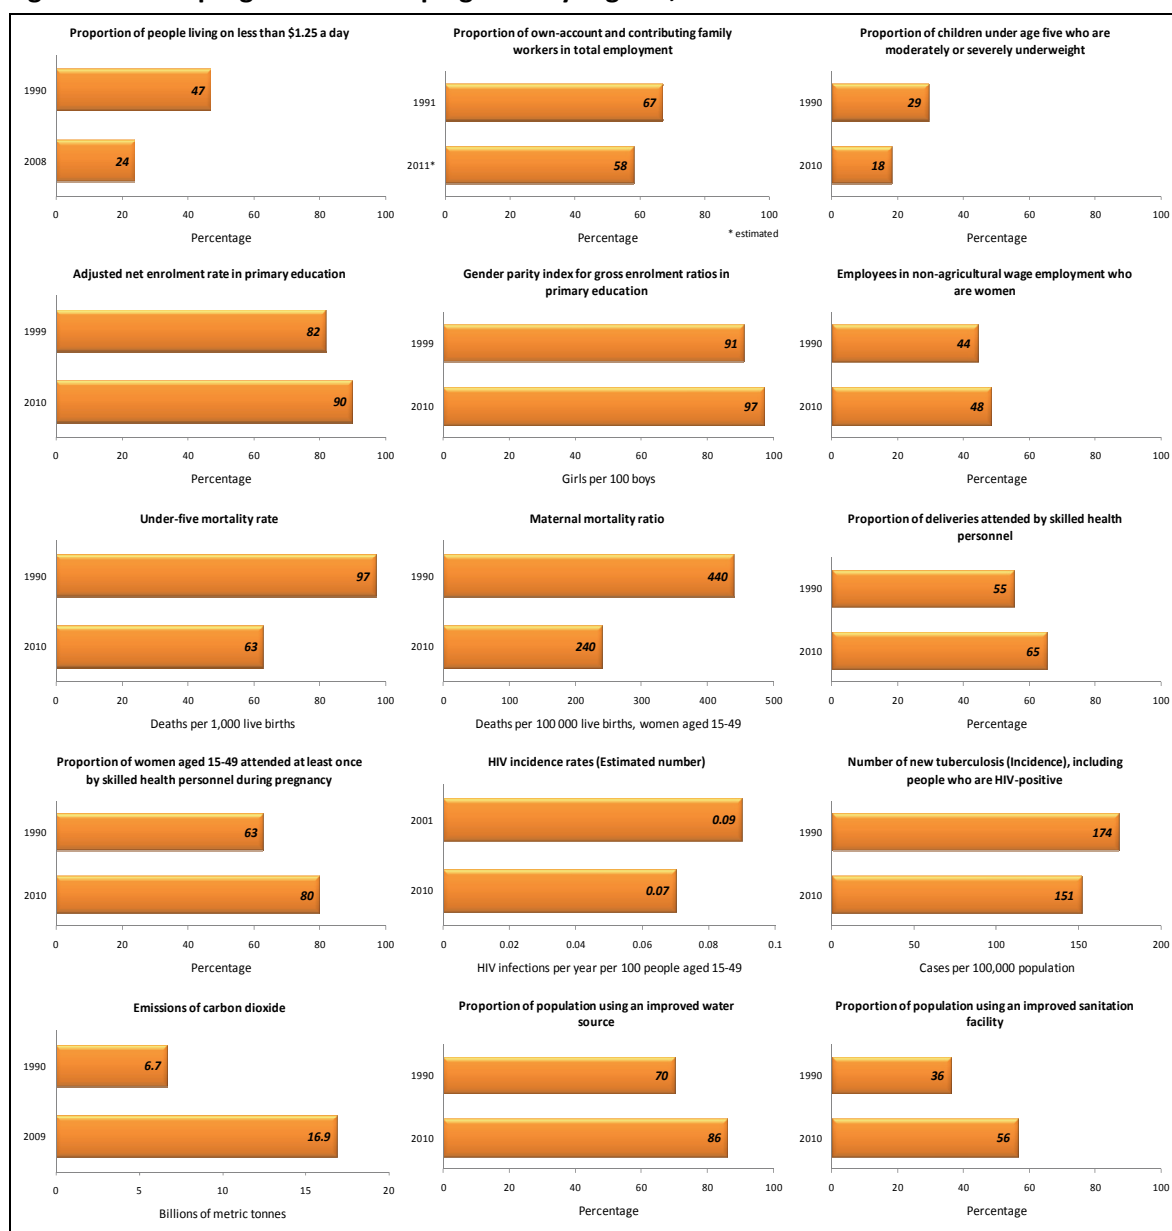 Proportion of people living on less than $1.25 a day
1990
47
2008
24
0 20 40 60 80 100
Percentage
Proportion of own-account and contributing family
workers in total employment
1991
67
2011*
58
0 20 40 60 80 100
Percentage
* estimated
Proportion of children under age five who are
moderately or severely underweight
1990
29
2010
18
0 20 40 60 80 100
Percentage
Adjusted net enrolment rate in primary education
1999
82
2010
90
0 20 40 60 80 100
Percentage
Gender parity index for gross enrolment ratios in
primary education
1999
91
2010
97
0 20 40 60 80 100
Girls per 100 boys
Employees in non-agricultural wage employment who
are women
1990
44
2010
48
0 20 40 60 80 100
Percentage
Under-five mortality rate
1990
97
2010
63
0 20 40 60 80 100
Deaths per 1,000 live births
Maternal mortality ratio
1990
440
2010
240
0 100 200 300 400 500
Deaths per 100 000 live births, women aged 15-49
Proportion of deliveries attended by skilled health
personnel
1990
55
2010
65
0 20 40 60 80 100
Percentage
Proportion of women aged 15-49 attended at least once
by skilled health personnel during pregnancy
1990
63
2010
80
0 20 40 60 80 100
Percentage
HIV incidence rates (Estimated number)
2001
0.09
2010
0.07
0 0.02 0.04 0.06 0.08 0.1
HIV infections per year per 100 people aged 15-49
Number of new tuberculosis (Incidence), including
people who are HIV-positive
1990
174
2010
151
0 50 100 150 200
Cases per 100,000 population
Emissions of carbon dioxide
1990
6.7
2009
16.9
0 5 10 15 20
Billions of metric tonnes
Proportion of population using an improved water
source
1990
70
2010
86
0 20 40 60 80 100
Percentage
Proportion of population using an improved sanitation
facility
1990
36
2010
56
0 20 40 60 80 100
Percentage